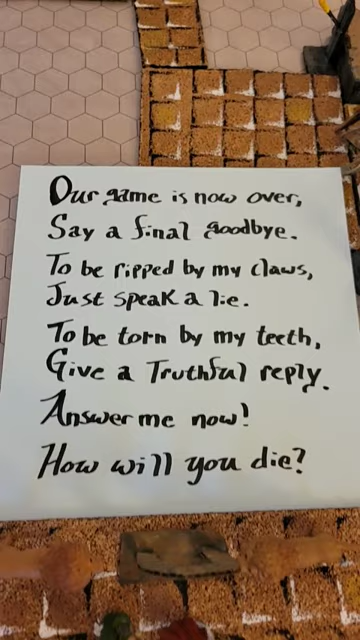 Our game is now over,
Say a final goodbye.
To be ripped by my claws,
Just speak a lie.
To be torn by my teeth,
Give a Truthful reply.
Answer me now!
How will you die?